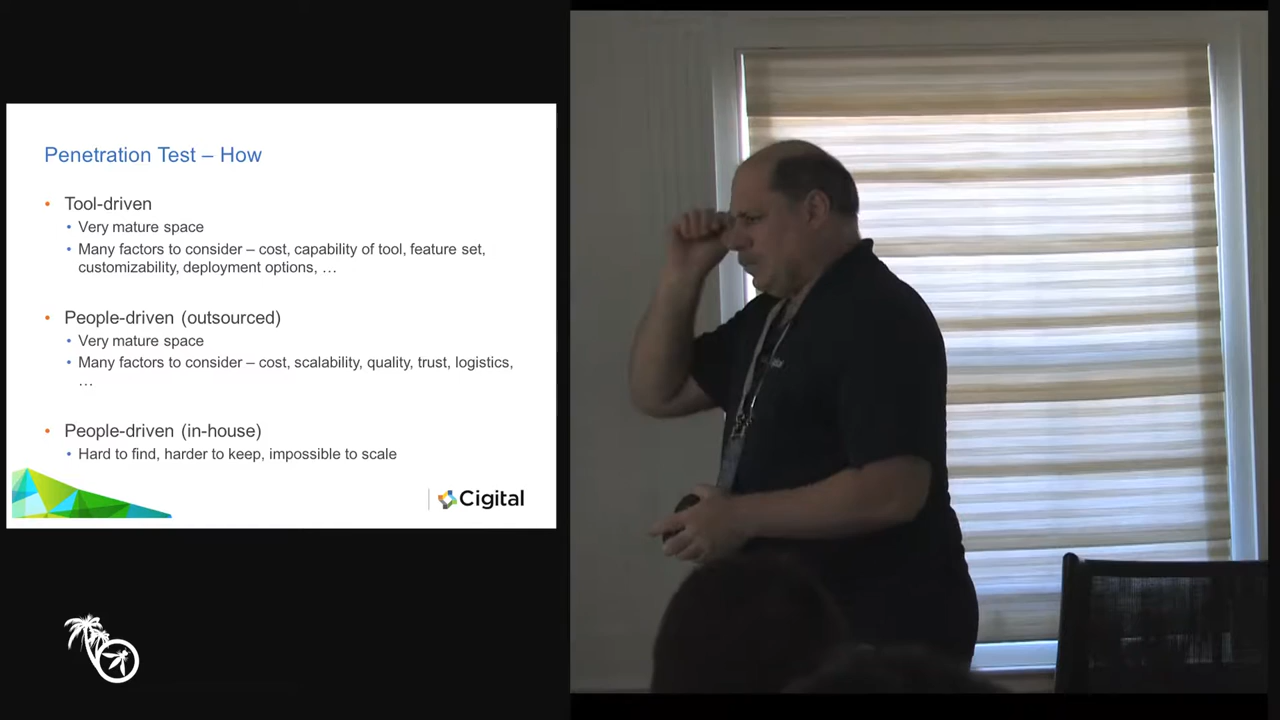 Penetration Test – How
• Tool-driven
• Very mature space
• Many factors to consider – cost, capability of tool, feature set,
customizability, deployment options, …
• People-driven (outsourced)
• Very mature space
• Many factors to consider – cost, scalability, quality, trust, logistics,
…
• People-driven (in-house)
• Hard to find, harder to keep, impossible to scale
Cigital